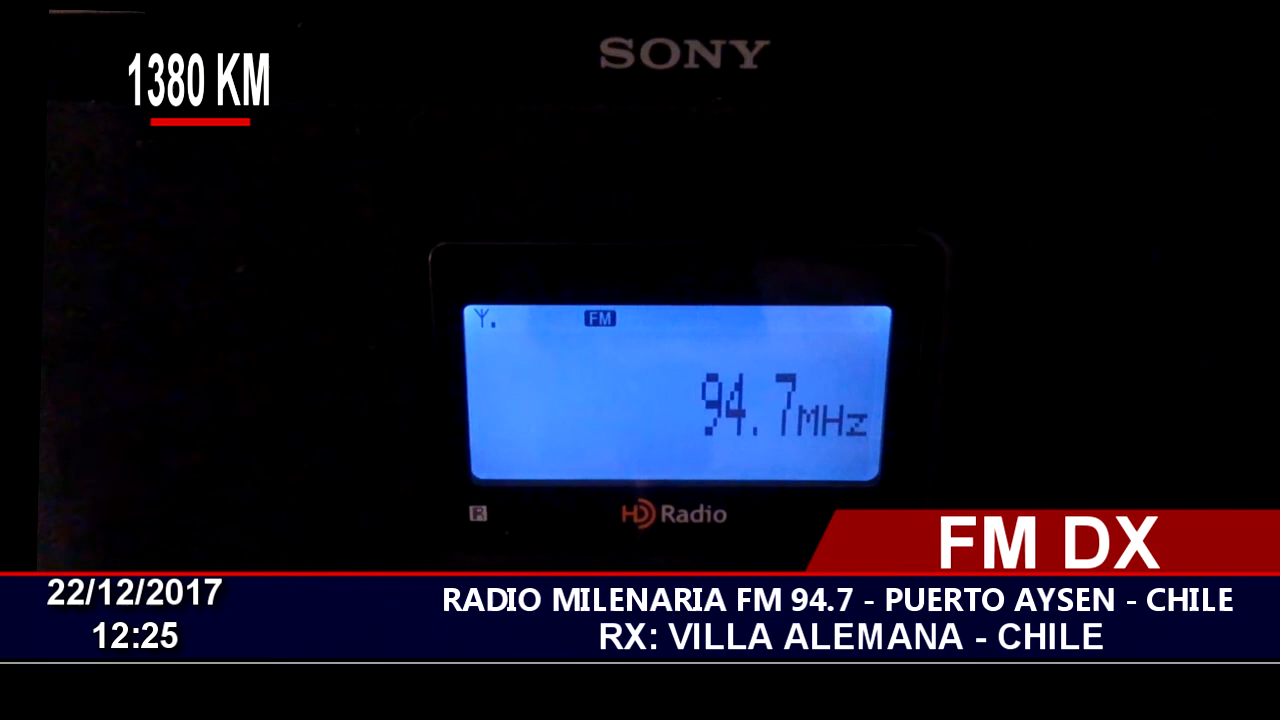 1380 KM
SONY
FM
94.7MHz
R
HD Radio
FM DX
22/12/2017
12:25
RADIO MILENARIA FM 94.7 - PUERTO AYSEN - CHILE
RX: VILLA ALEMANA - CHILE